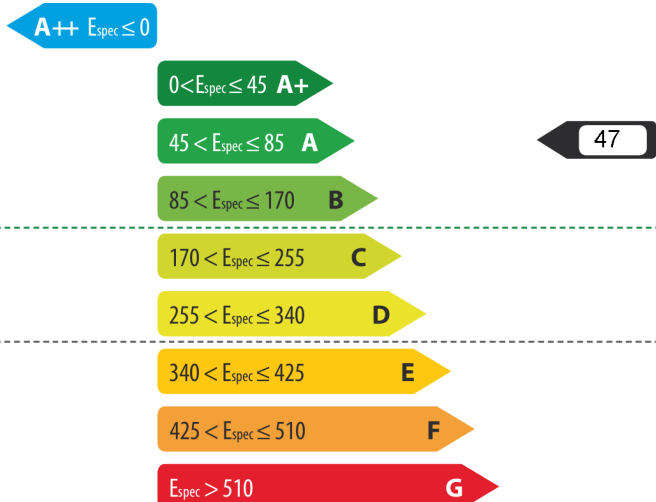 A++ Espec ≤ 0
0<Espec ≤ 45 A+
45 < Espec ≤ 85 A
47
85 < Espec ≤ 170 B
170 < Espec ≤ 255 C
255 < Espec ≤ 340 D
340 < Espec ≤ 425 E
425 < Espec ≤ 510 F
Espec > 510 G